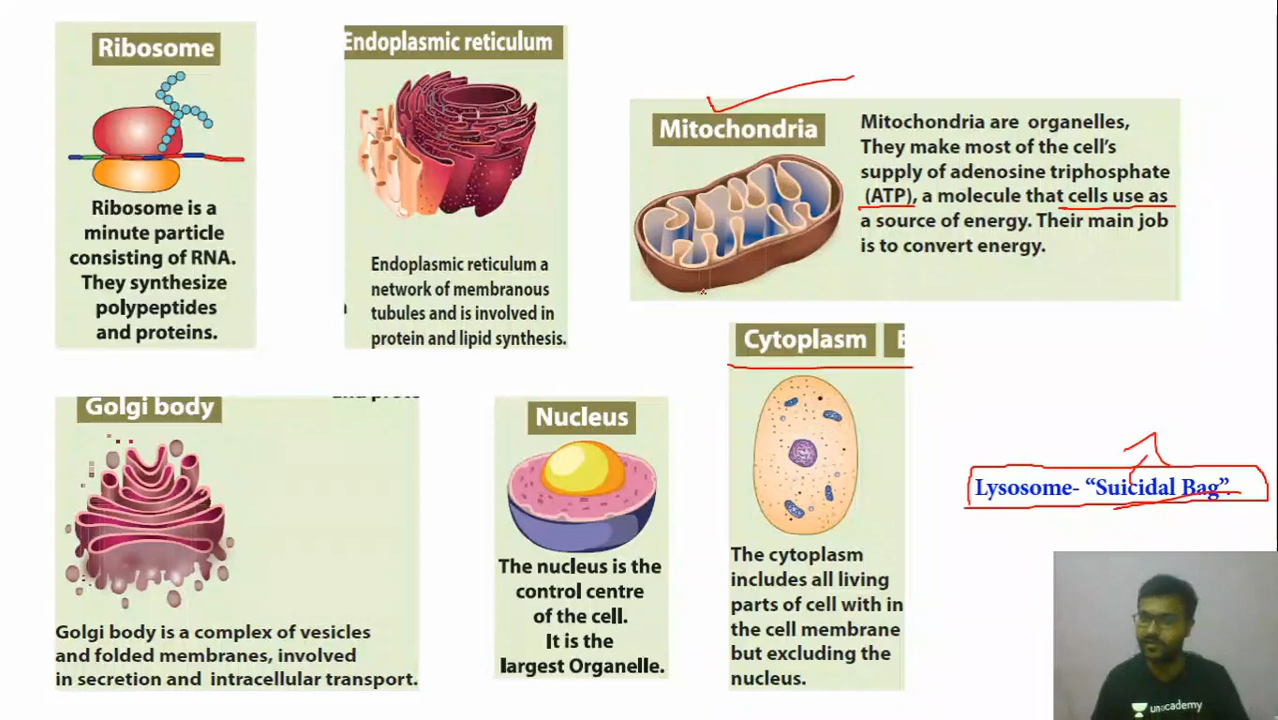 Ribosome
Ribosome is a
minute particle
consisting of RNA.
They synthesize
polypeptides
and proteins.
Endoplasmic reticulum
Endoplasmic reticulum a
network of membranous
tubules and is involved in
protein and lipid synthesis.
Mitochondria
Mitochondria are organelles,
They make most of the cell's
supply of adenosine triphosphate
(ATP), a molecule that cells use as
a source of energy. Their main job
is to convert energy.
Golgi body
Golgi body is a complex of vesicles
and folded membranes, involved
in secretion and intracellular transport.
Nucleus
The nucleus is the
control centre
of the cell.
It is the
largest Organelle.
Cytoplasm
The cytoplasm
includes all living
parts of cell with in
the cell membrane
but excluding the
nucleus.
Lysosome- “Suicidal Bag”.
unacademy